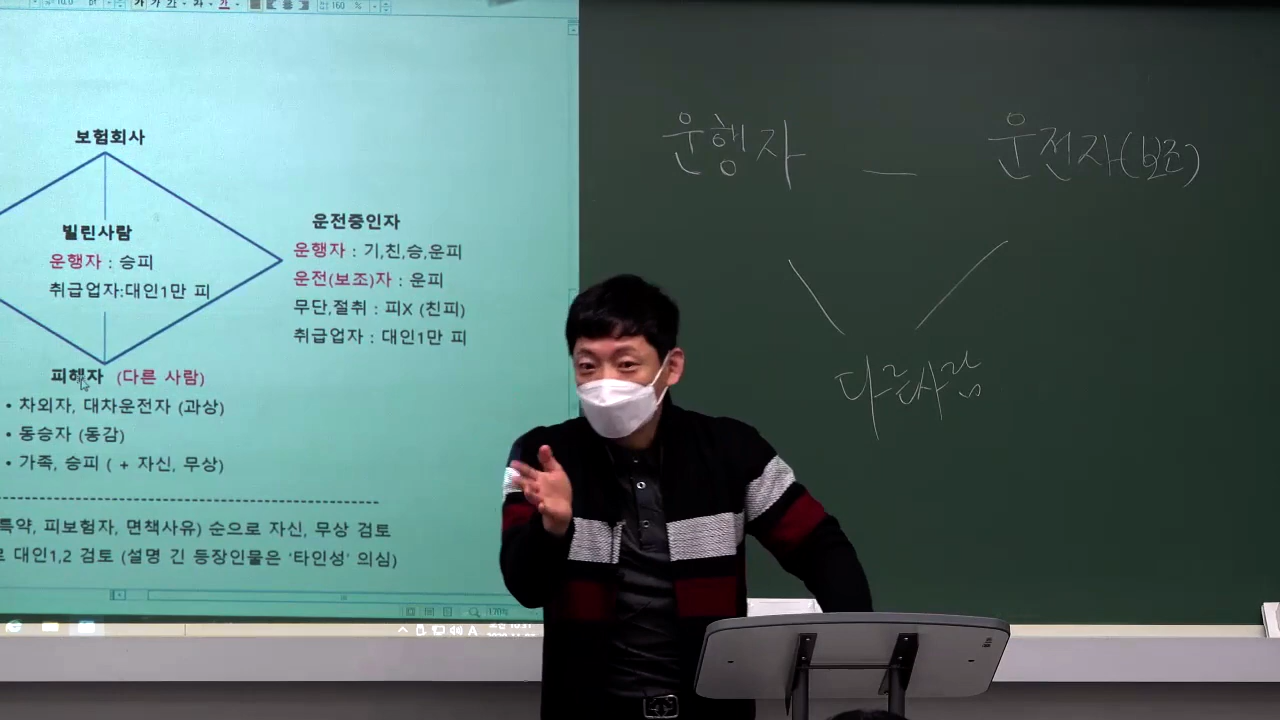 보험회사
빌린사람
운행자 : 승피
취급업자:대인1만 피
운전중인자
운행자 : 기,친,승,운피
운전(보조)자 : 운피
무단,절취 : 피X (친피)
취급업자 : 대인1만 피
피해자 (다른 사람)
• 차외자, 대차운전자 (과상)
• 동승자 (동감)
• 가족, 승피 ( + 자신, 무상)
특약, 피보험자, 면책사유) 순으로 자신, 무상 검토
로 대인1,2 검토 (설명 긴 등장인물은 '타인성' 의심)
170%
운행자 — 운전자(보조)
다른사람